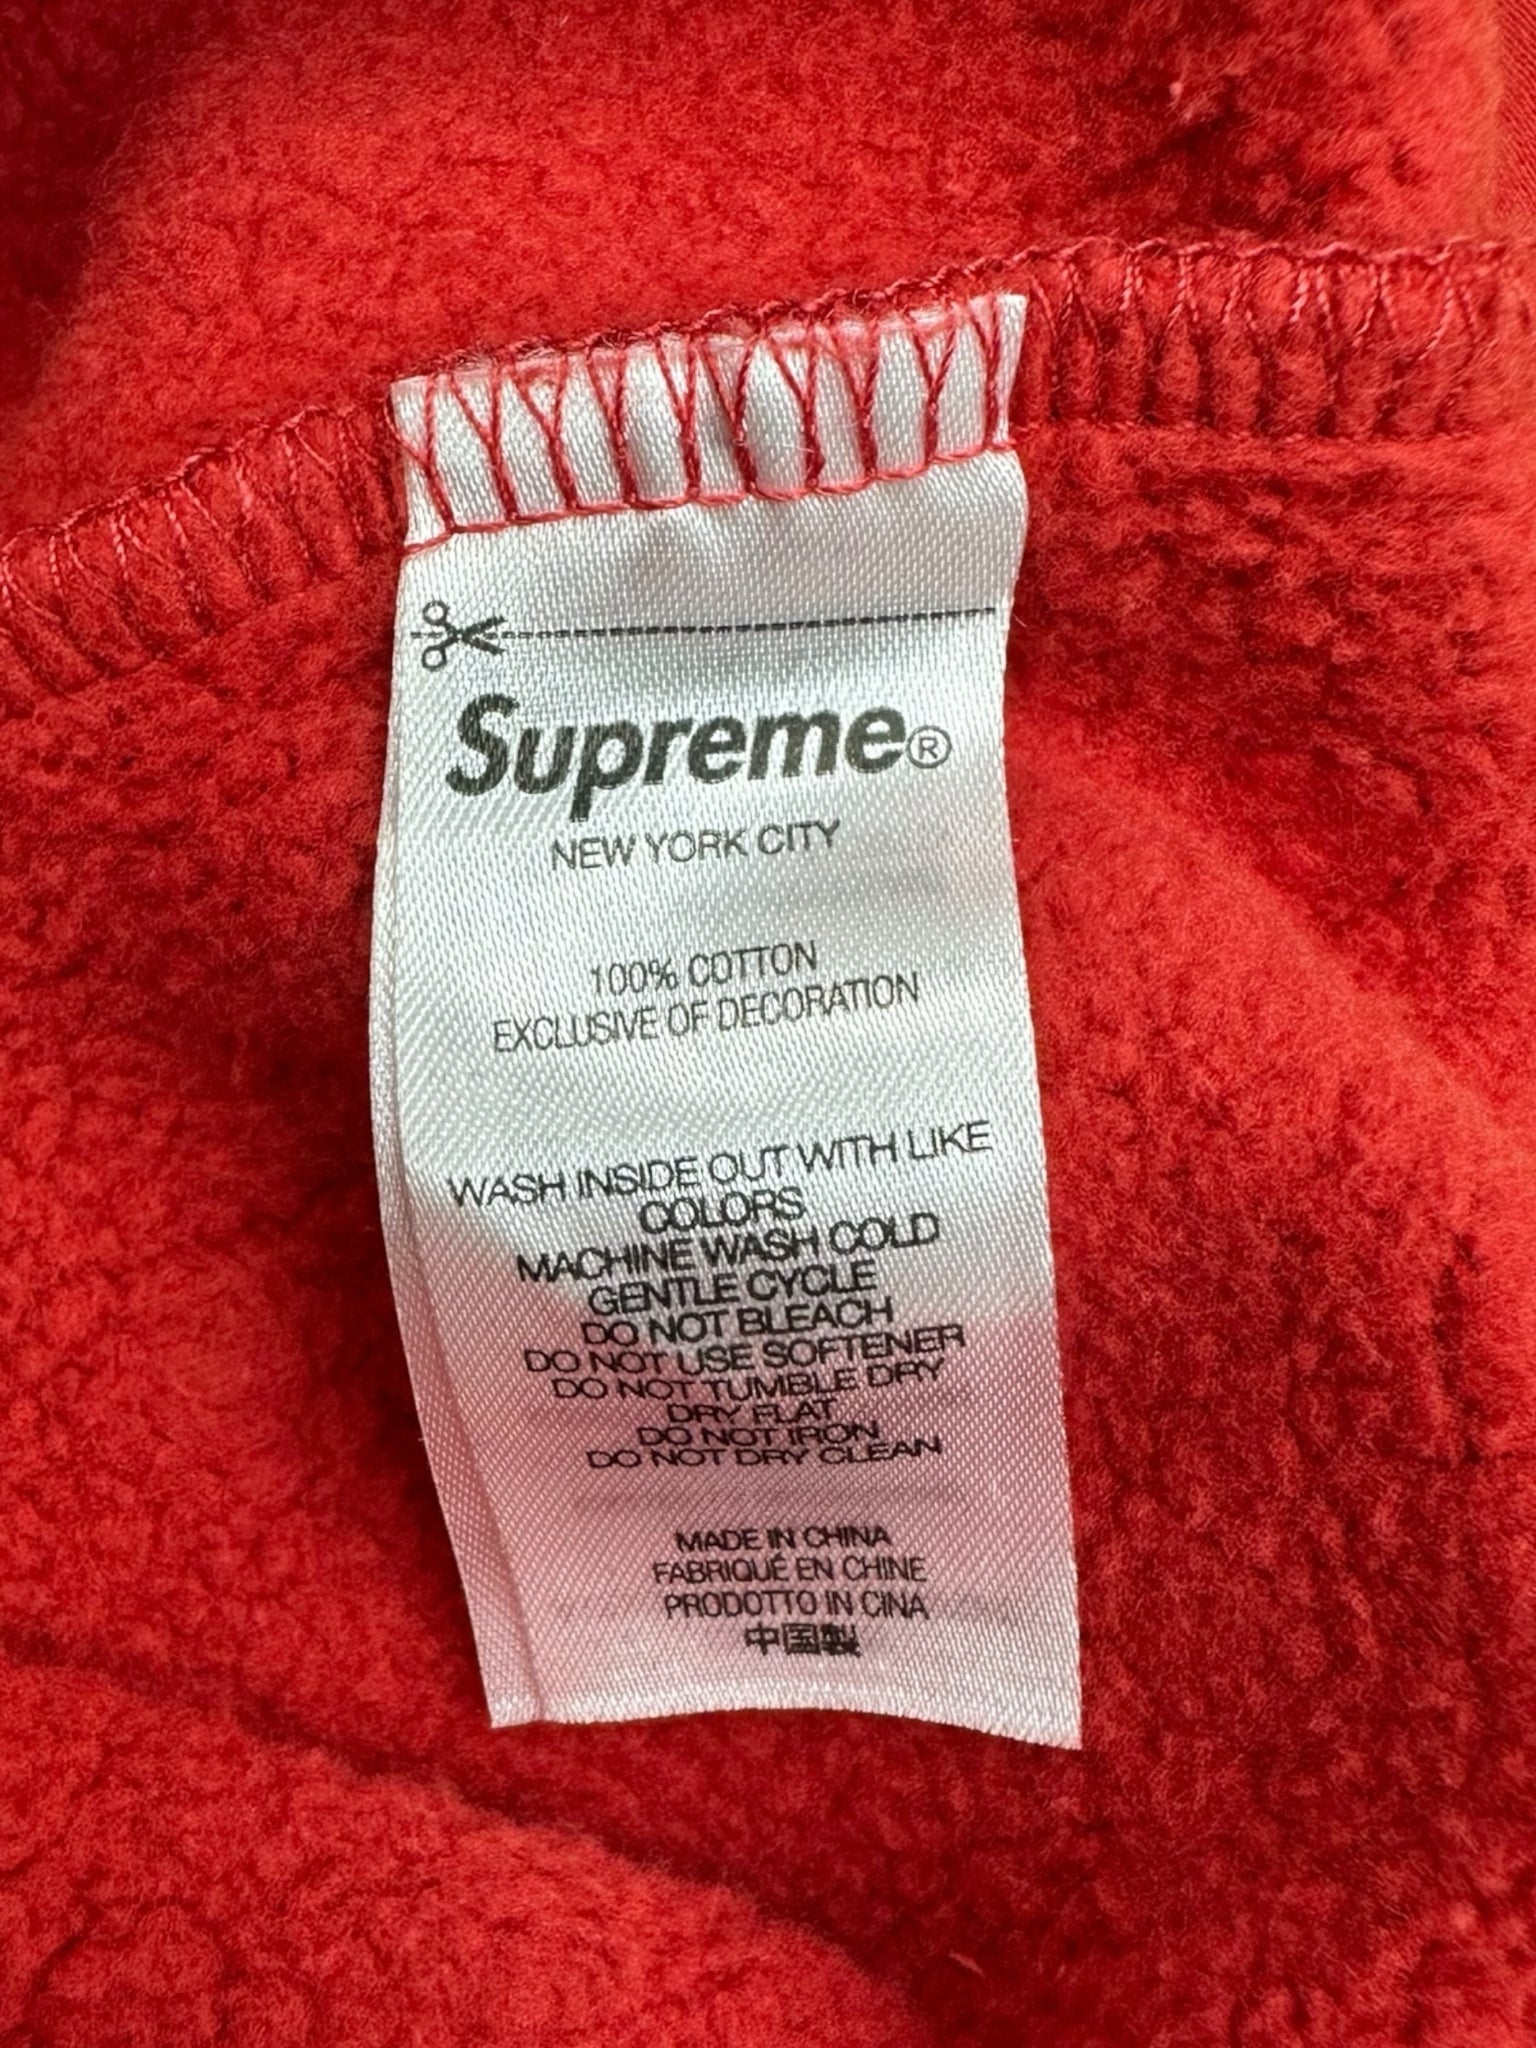 Supreme®
NEW YORK CITY
100% COTTON
EXCLUSIVE OF DECORATION
WASH INSIDE OUT WITH LIKE
COLORS
MACHINE WASH COLD
GENTLE CYCLE
DO NOT BLEACH
DO NOT USE SOFTENER
DO NOT TUMBLE DRY
DRY FLAT
DO NOT IRON
DO NOT DRY CLEAN
MADE IN CHINA
FABRIQUÉ EN CHINE
PRODOTTO IN CINA
中国製